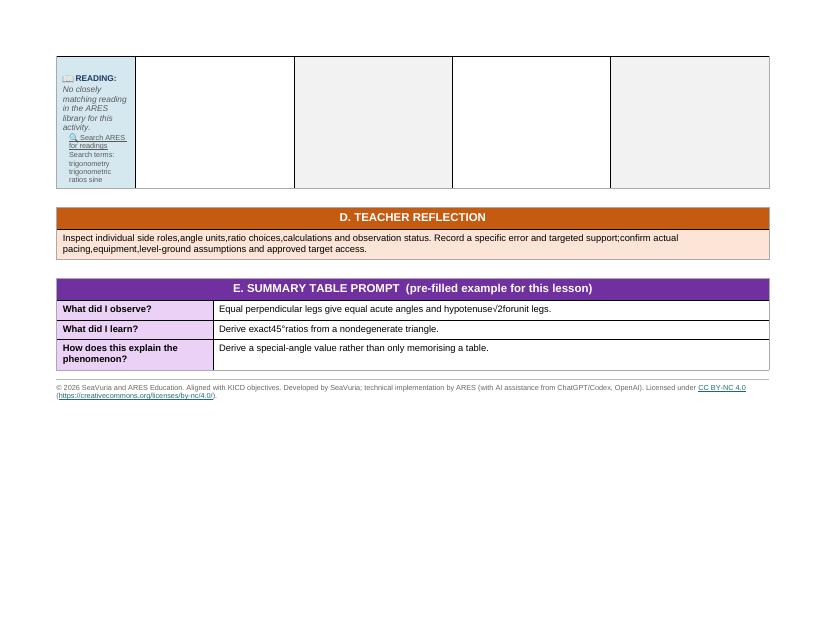 📖 READING:
No closely
matching reading
in the ARES
library for this
activity.
🔍 Search ARES
for readings
Search terms:
trigonometry
trigonometric
ratios sine
D. TEACHER REFLECTION
Inspect individual side roles,angle units,ratio choices,calculations and observation status. Record a specific error and targeted support;confirm actual
pacing,equipment,level-ground assumptions and approved target access.
E. SUMMARY TABLE PROMPT (pre-filled example for this lesson)
What did I observe?
Equal perpendicular legs give equal acute angles and hypotenuse√2forunit legs.
What did I learn?
Derive exact45°ratios from a nondegenerate triangle.
How does this explain the
phenomenon?
Derive a special-angle value rather than only memorising a table.
© 2026 SeaVuria and ARES Education. Aligned with KICD objectives. Developed by SeaVuria; technical implementation by ARES (with AI assistance from ChatGPT/Codex, OpenAI). Licensed under CC BY-NC 4.0
(https://creativecommons.org/licenses/by-nc/4.0/).